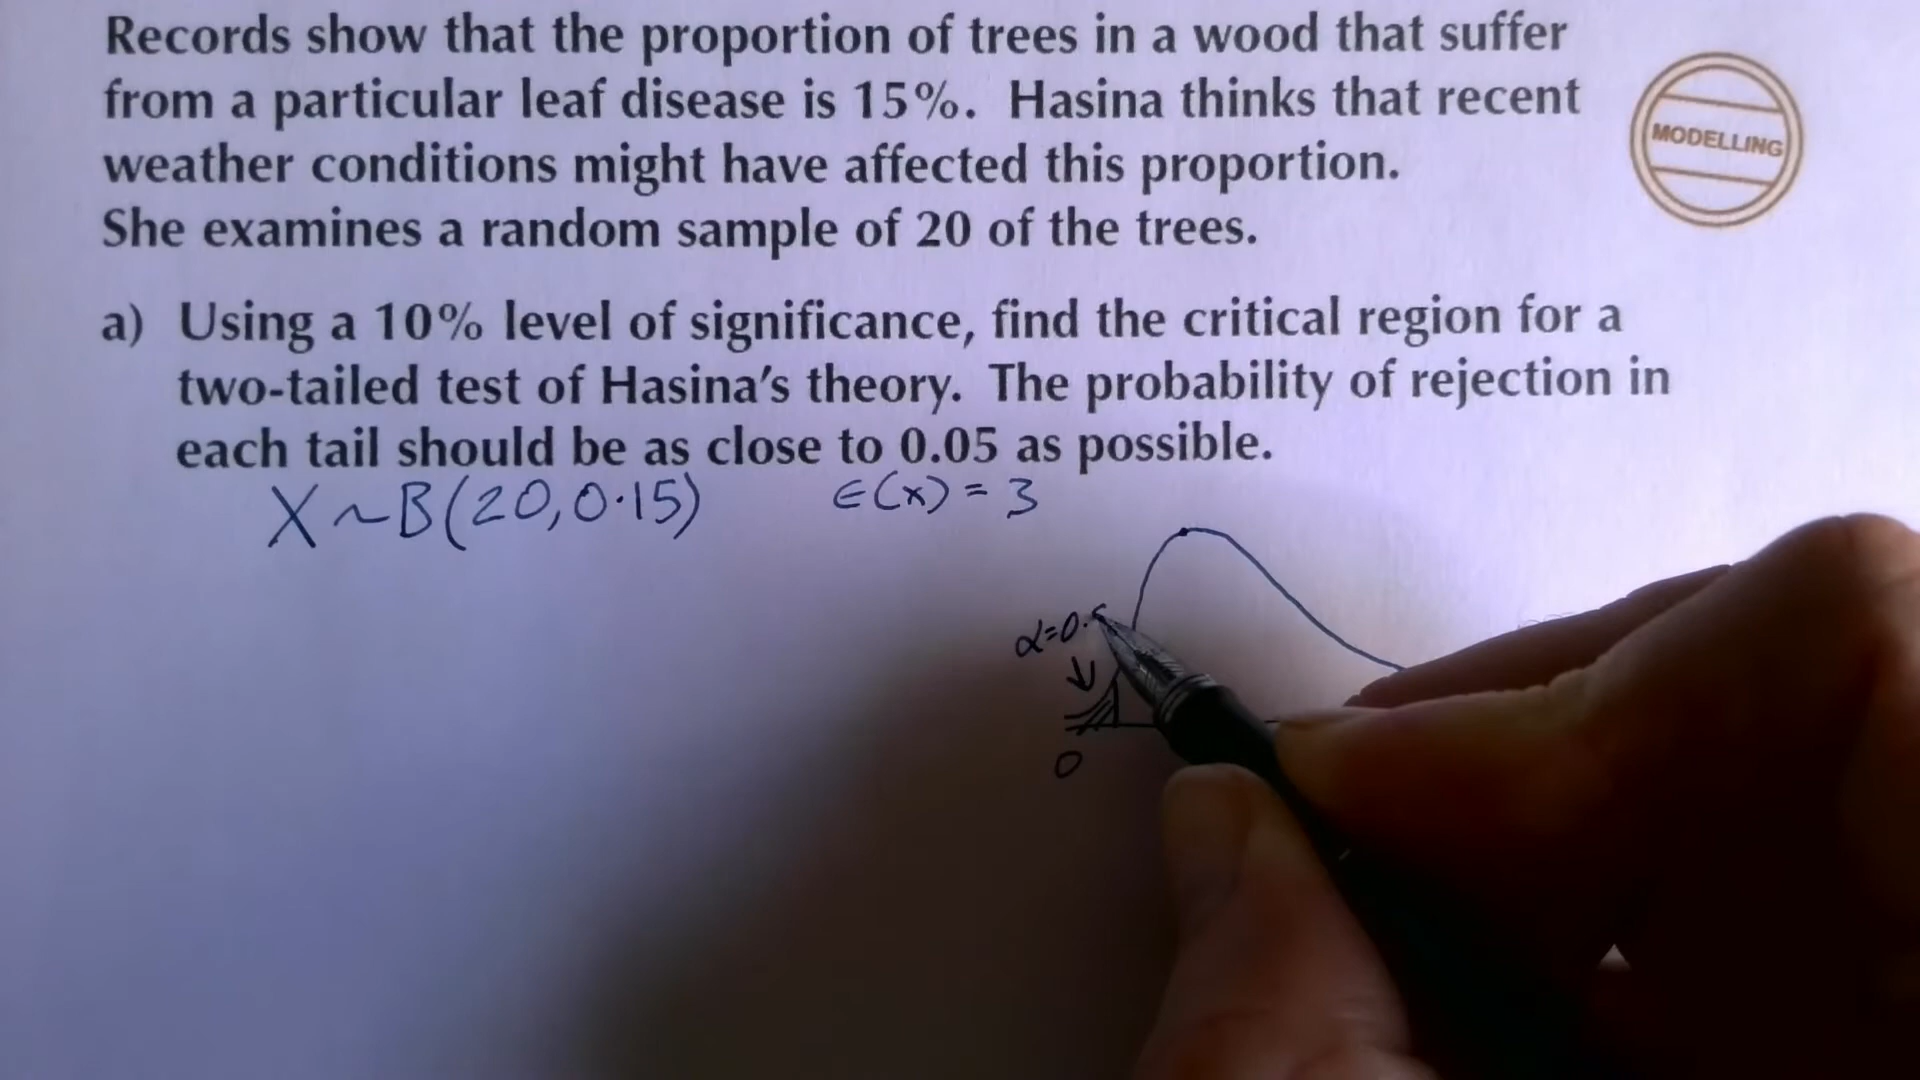 Records show that the proportion of trees in a wood that suffer
from a particular leaf disease is 15%. Hasina thinks that recent
weather conditions might have affected this proportion.
She examines a random sample of 20 of the trees.
MODELLING
a) Using a 10% level of significance, find the critical region for a
two-tailed test of Hasina's theory. The probability of rejection in
each tail should be as close to 0.05 as possible.
X ~ B(20, 0.15) E(x) = 3
α=0.5
0